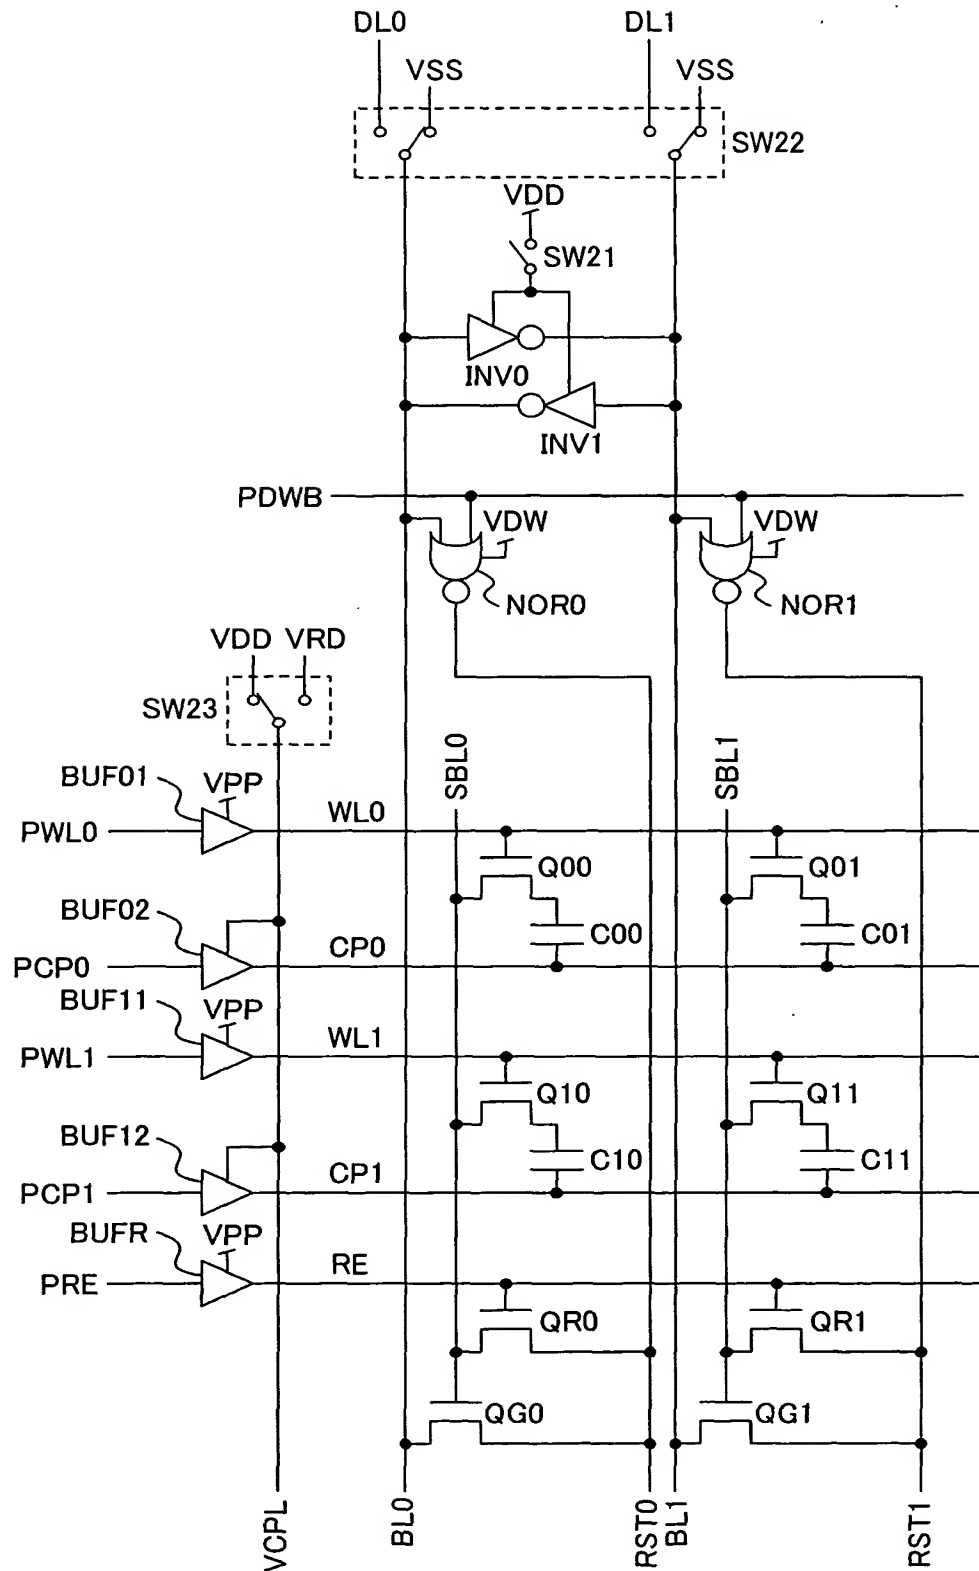 DL0 DL1
VSS VSS
SW22
VDD
SW21
INV0
INV1
PDWB
VDW VDW
NOR0 NOR1
VDD VRD
SW23
SBL0 SBL1
BUF01
VPP
WL0
PWL0
Q00 Q01
BUF02
C00 C01
CP0
PCP0
BUF11
VPP
WL1
PWL1
Q10 Q11
BUF12
C10 C11
CP1
PCP1
BUFR
VPP
RE
PRE
QR0 QR1
QG0 QG1
VCPL BL0 RST0 BL1 RST1